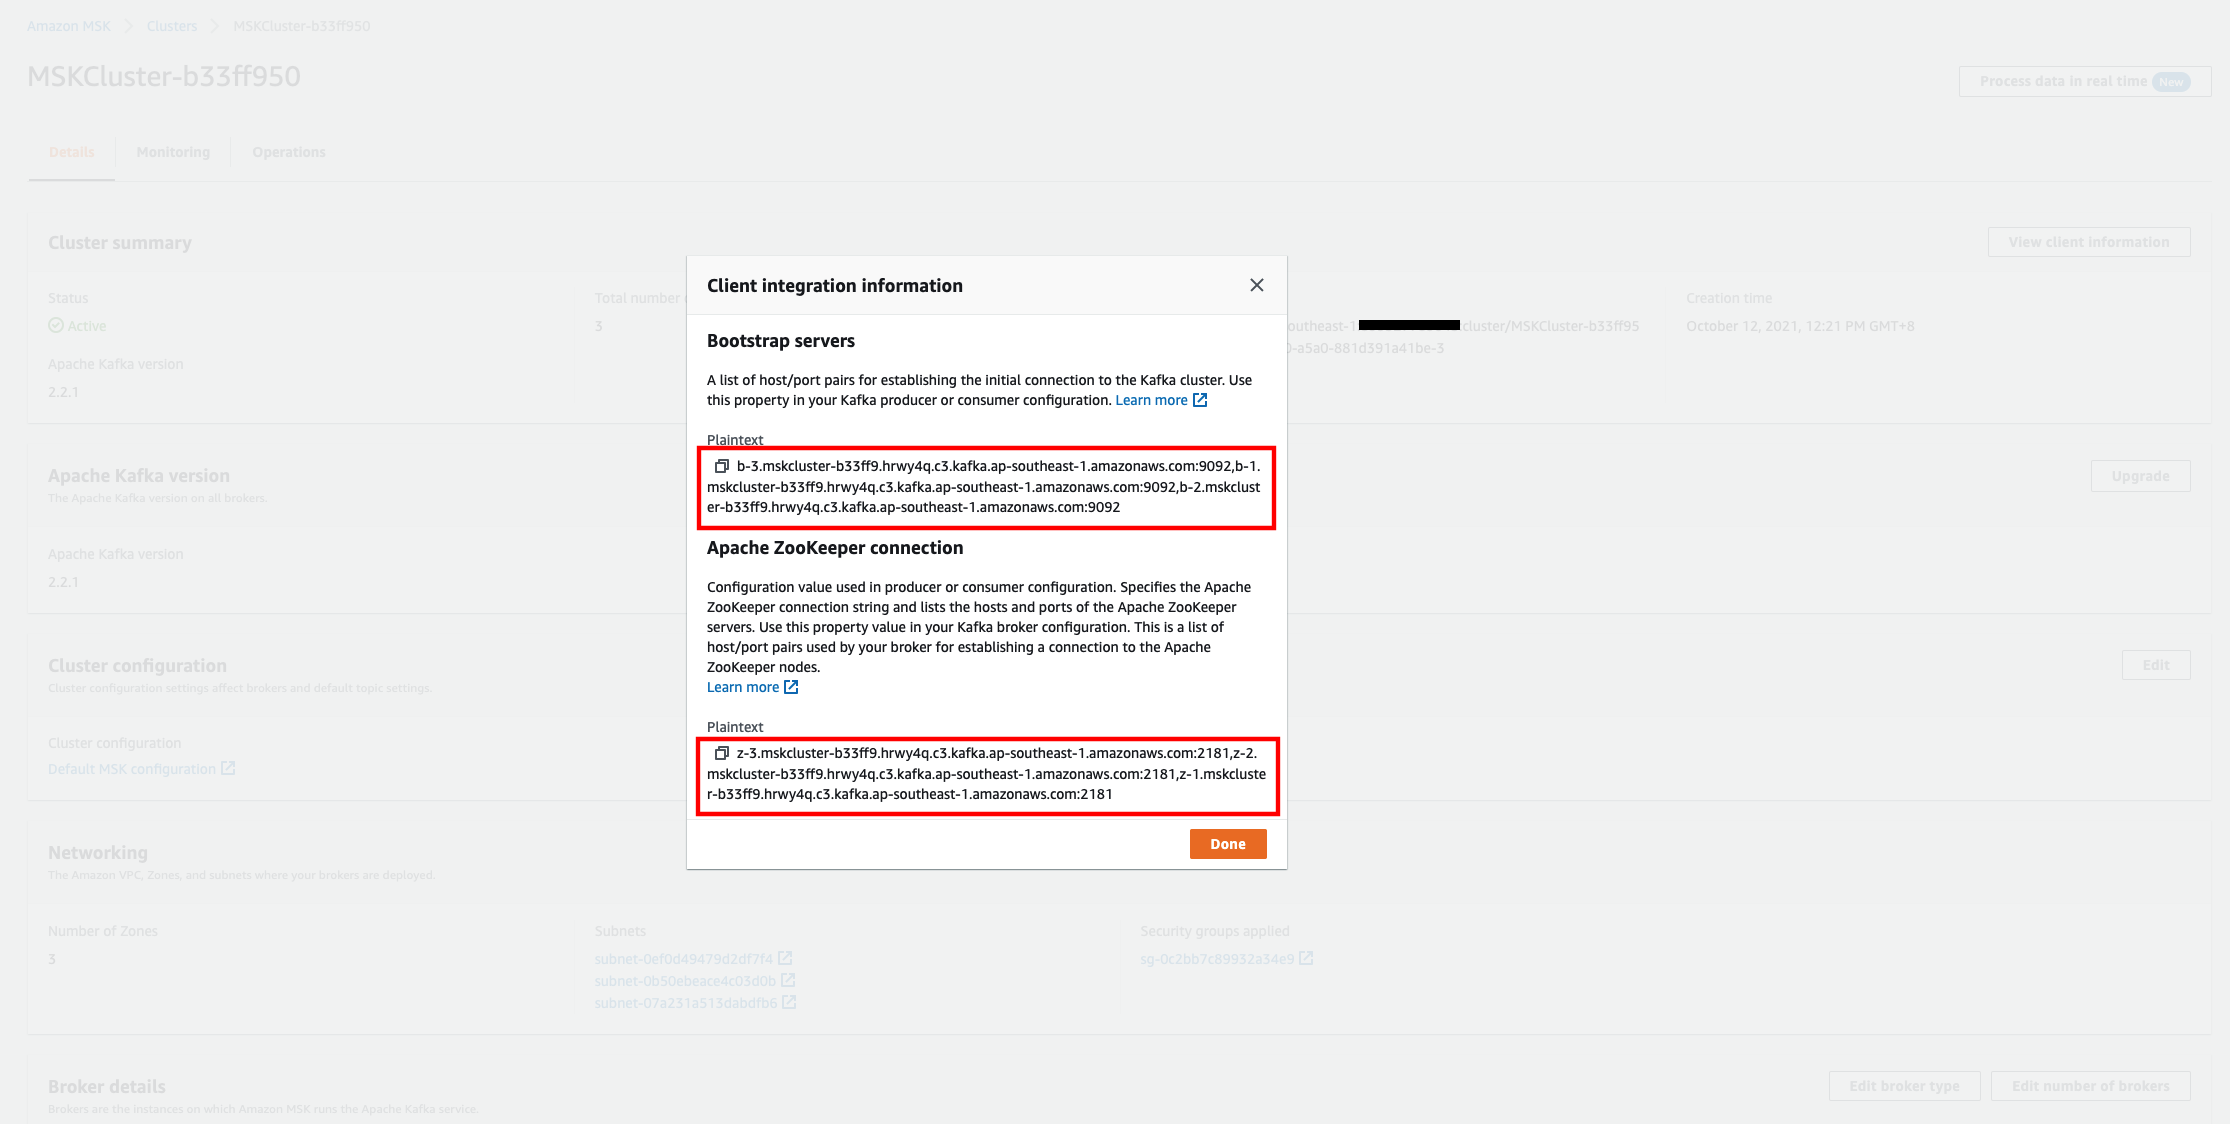 Amazon MSK
Clusters
MSKCluster-b33ff950
MSKCluster-b33ff950
Process data in real time New
Details
Monitoring
Operations
Cluster summary
View client information
Status
Active
Apache Kafka version
2.2.1
Total number
3
outheast-1 cluster/MSKCluster-b33ff95
-a5a0-881d391a41be-3
Creation time
October 12, 2021, 12:21 PM GMT+8
Client integration information
Bootstrap servers
A list of host/port pairs for establishing the initial connection to the Kafka cluster. Use
this property in your Kafka producer or consumer configuration. Learn more
Plaintext
b-3.mskcluster-b33ff9.hrwy4q.c3.kafka.ap-southeast-1.amazonaws.com:9092,b-1.
mskcluster-b33ff9.hrwy4q.c3.kafka.ap-southeast-1.amazonaws.com:9092,b-2.mskclust
er-b33ff9.hrwy4q.c3.kafka.ap-southeast-1.amazonaws.com:9092
Apache ZooKeeper connection
Configuration value used in producer or consumer configuration. Specifies the Apache
ZooKeeper connection string and lists the hosts and ports of the Apache ZooKeeper
servers. Use this property value in your Kafka broker configuration. This is a list of
host/port pairs used by your broker for establishing a connection to the Apache
ZooKeeper nodes.
Learn more
Plaintext
z-3.mskcluster-b33ff9.hrwy4q.c3.kafka.ap-southeast-1.amazonaws.com:2181,z-2.
mskcluster-b33ff9.hrwy4q.c3.kafka.ap-southeast-1.amazonaws.com:2181,z-1.mskcluste
r-b33ff9.hrwy4q.c3.kafka.ap-southeast-1.amazonaws.com:2181
Done
Apache Kafka version
The Apache Kafka version on all brokers.
Upgrade
Apache Kafka version
2.2.1
Cluster configuration
Cluster configuration settings affect brokers and default topic settings.
Edit
Cluster configuration
Default MSK configuration
Networking
The Amazon VPC, Zones, and subnets where your brokers are deployed.
Number of Zones
3
Subnets
subnet-0ef0d49479d2df7f4
subnet-0b50ebeace4c03d0b
subnet-07a231a513dabdfb6
Security groups applied
sg-0c2bb7c89932a34e9
Broker details
Brokers are the instances on which Amazon MSK runs the Apache Kafka service.
Edit broker type
Edit number of brokers